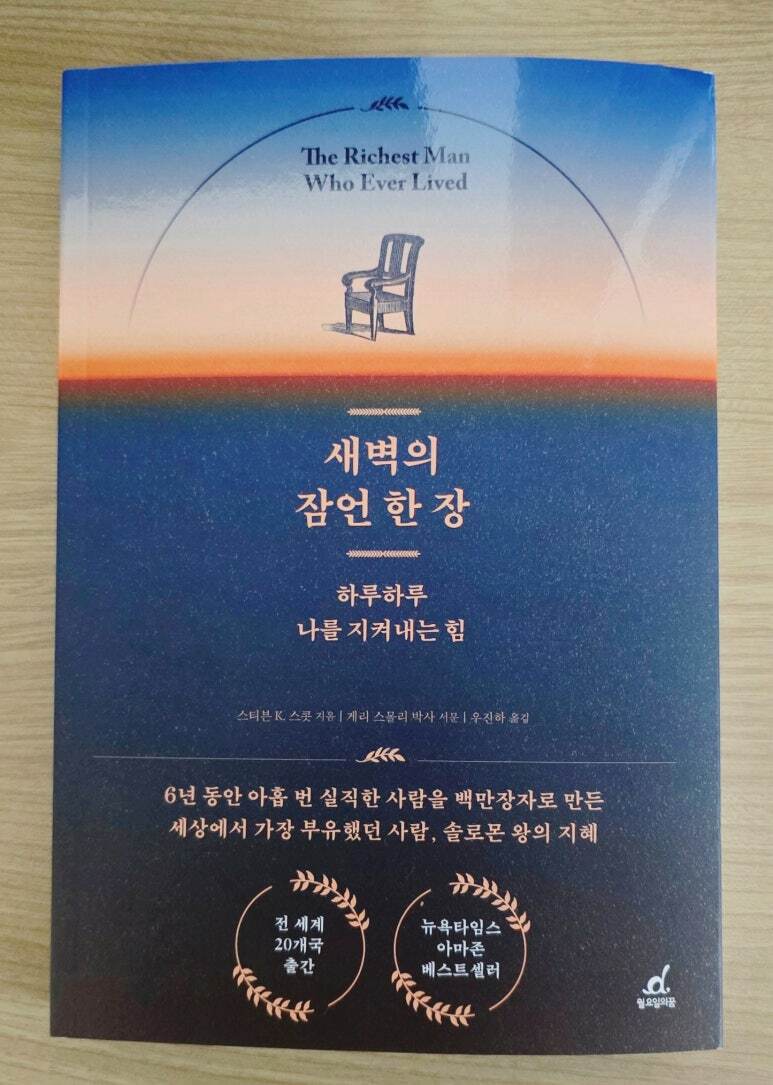 The Richest Man
Who Ever Lived
새벽의
잠언 한 장
하루하루
나를 지켜내는 힘
스티븐 K. 스콧 지음 | 게리 스몰리 박사 서문 | 우진하 옮김
6년 동안 아홉 번 실직한 사람을 백만장자로 만든
세상에서 가장 부유했던 사람, 솔로몬 왕의 지혜
전 세계
20개국
출간
뉴욕타임스
아마존
베스트셀러
d.
월요일의꿈